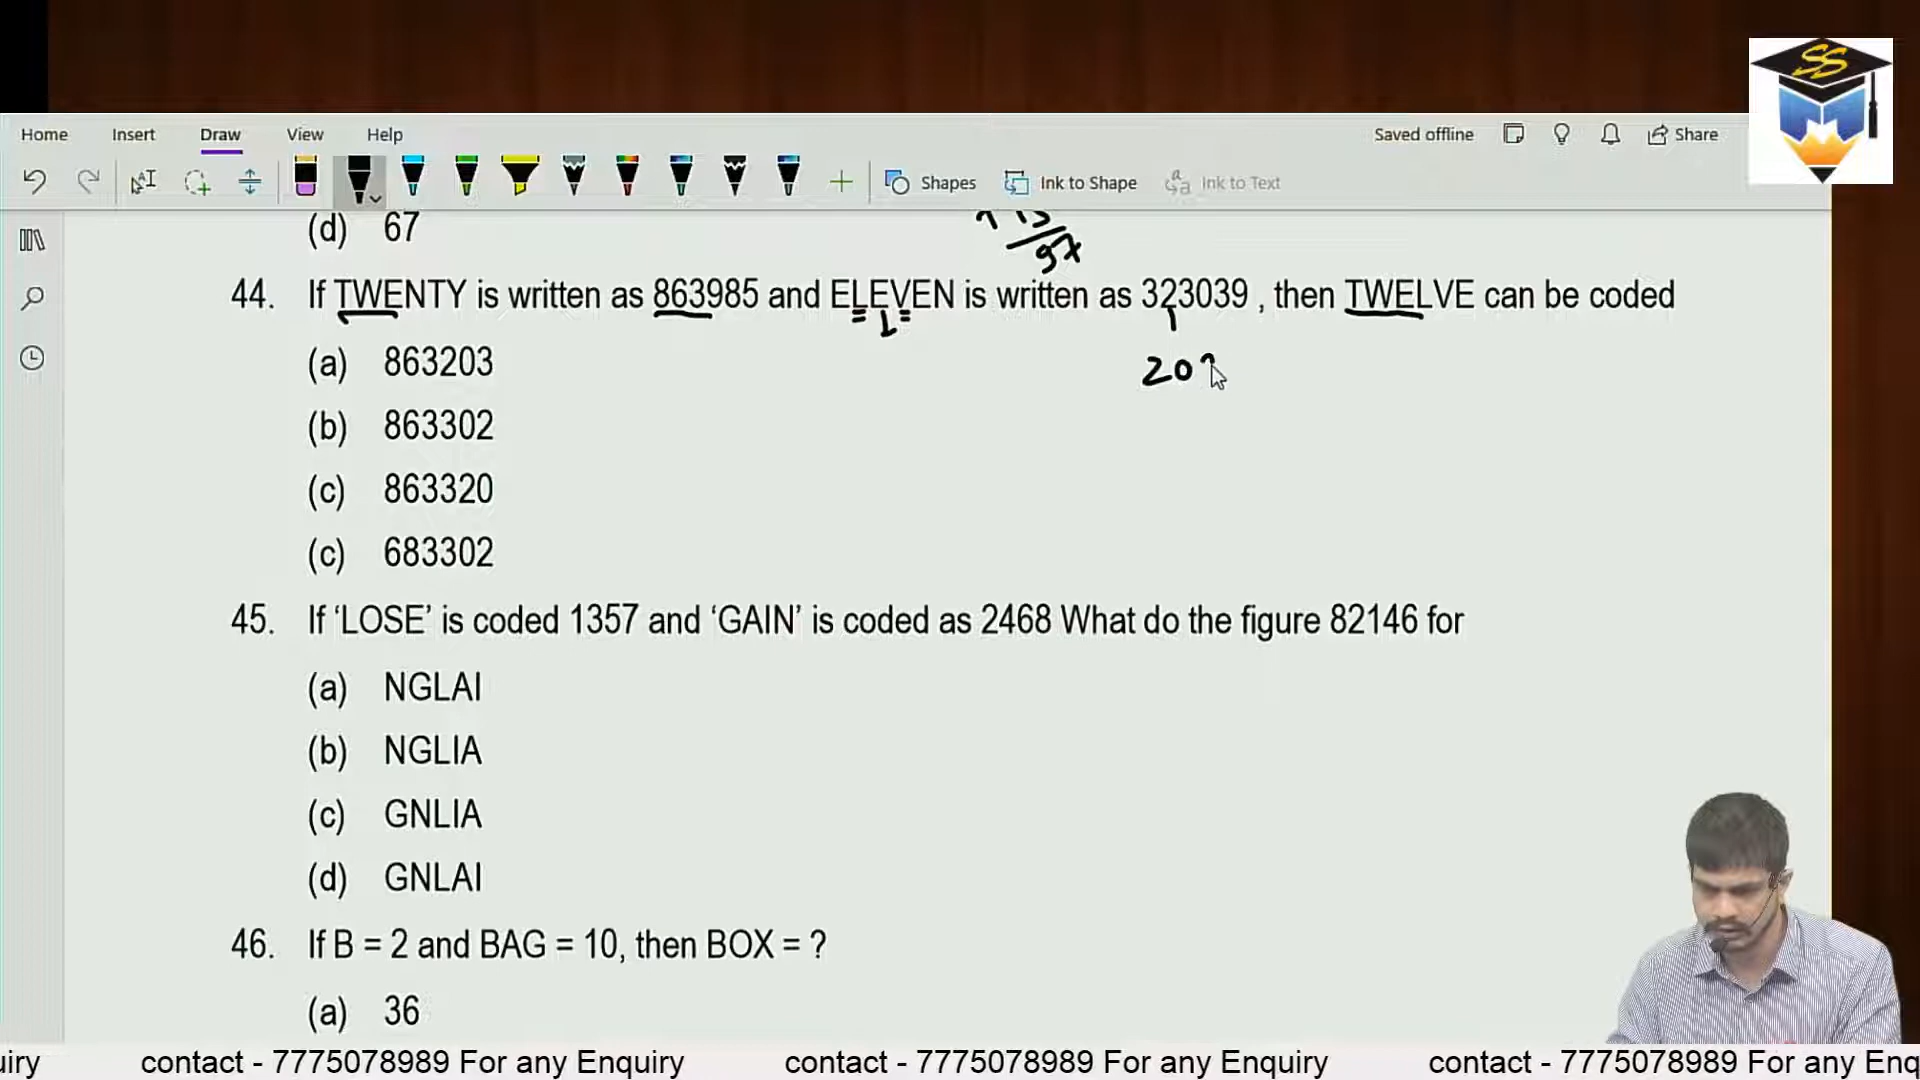 SS
Home Insert Draw View Help Saved offline Share
Shapes Ink to Shape Ink to Text
(d) 67
97
44. If TWENTY is written as 863985 and ELEVEN is written as 323039 , then TWELVE can be coded
(a) 863203
20
(b) 863302
(c) 863320
(c) 683302
45. If ‘LOSE’ is coded 1357 and ‘GAIN’ is coded as 2468 What do the figure 82146 for
(a) NGLAI
(b) NGLIA
(c) GNLIA
(d) GNLAI
46. If B = 2 and BAG = 10, then BOX = ?
(a) 36
iry contact - 7775078989 For any Enquiry contact - 7775078989 For any Enquiry contact - 7775078989 For any Enq